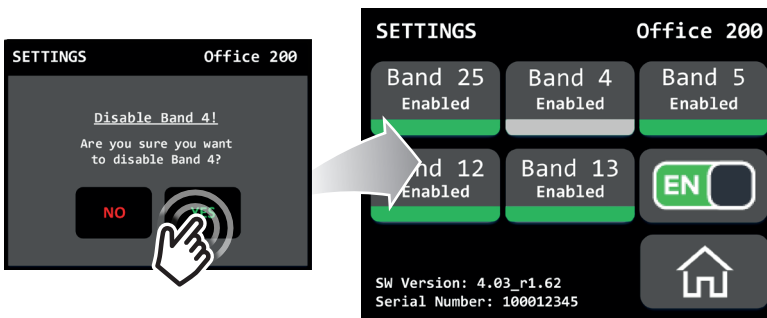 SETTINGS Office 200
Disable Band 4!
Are you sure you want
to disable Band 4?
NO YES
SETTINGS Office 200
Band 25 Band 4 Band 5
Enabled Enabled Enabled
nd 12 Band 13
Enabled Enabled
EN
SW Version: 4.03_r1.62
Serial Number: 100012345